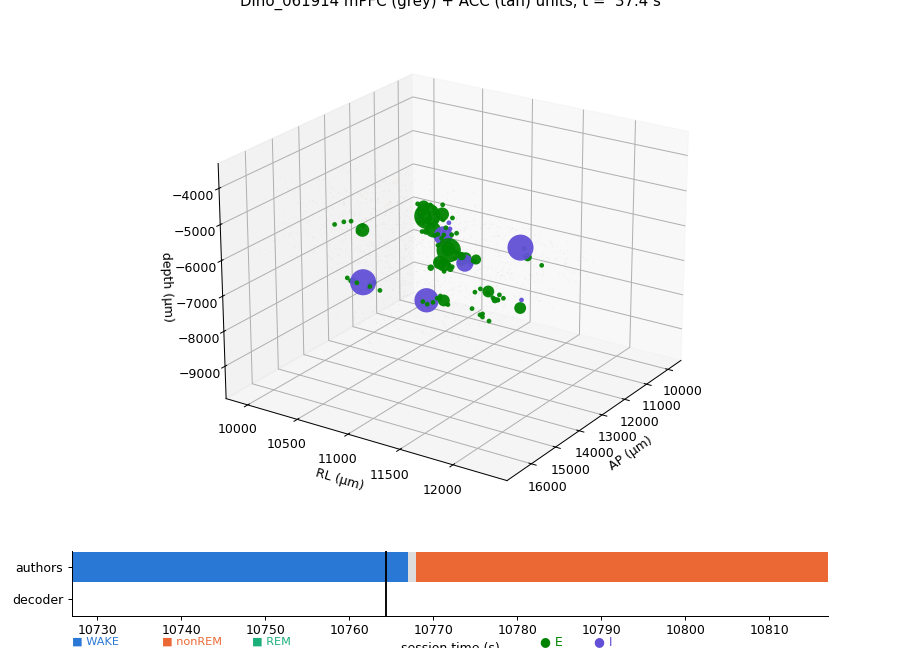 Dino_061914 mPFC (grey) + ACC (tan) units, t = 37.4 s
−4000
−5000
−6000
−7000
−8000
−9000
depth (μm)
10000
10500
11000
11500
12000
RL (μm)
10000
11000
12000
13000
14000
15000
16000
AP (μm)
authors
decoder
10730
10740
10750
10760
10770
10780
10790
10800
10810
session time (s)
WAKE
nonREM
REM
E
I